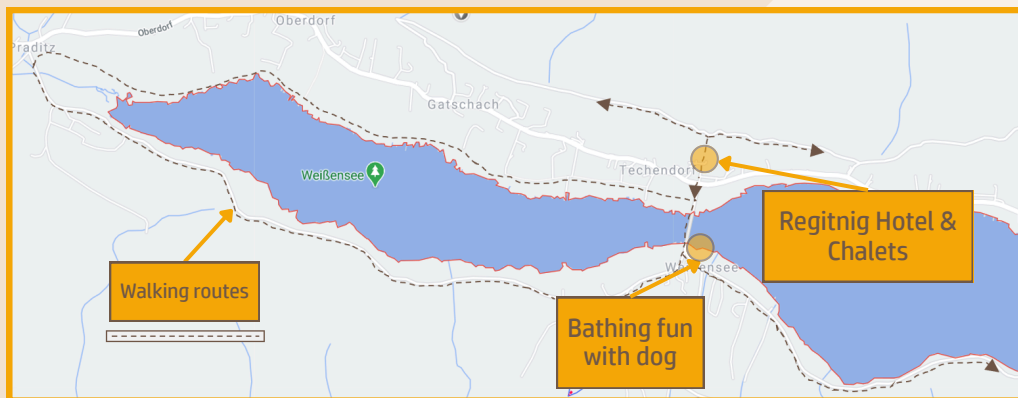 Oberdorf
Oberdorf
Praditz
Gatschach
Techendorf
Weißensee
Regitnig Hotel &
Chalets
Walking routes
Bathing fun
with dog